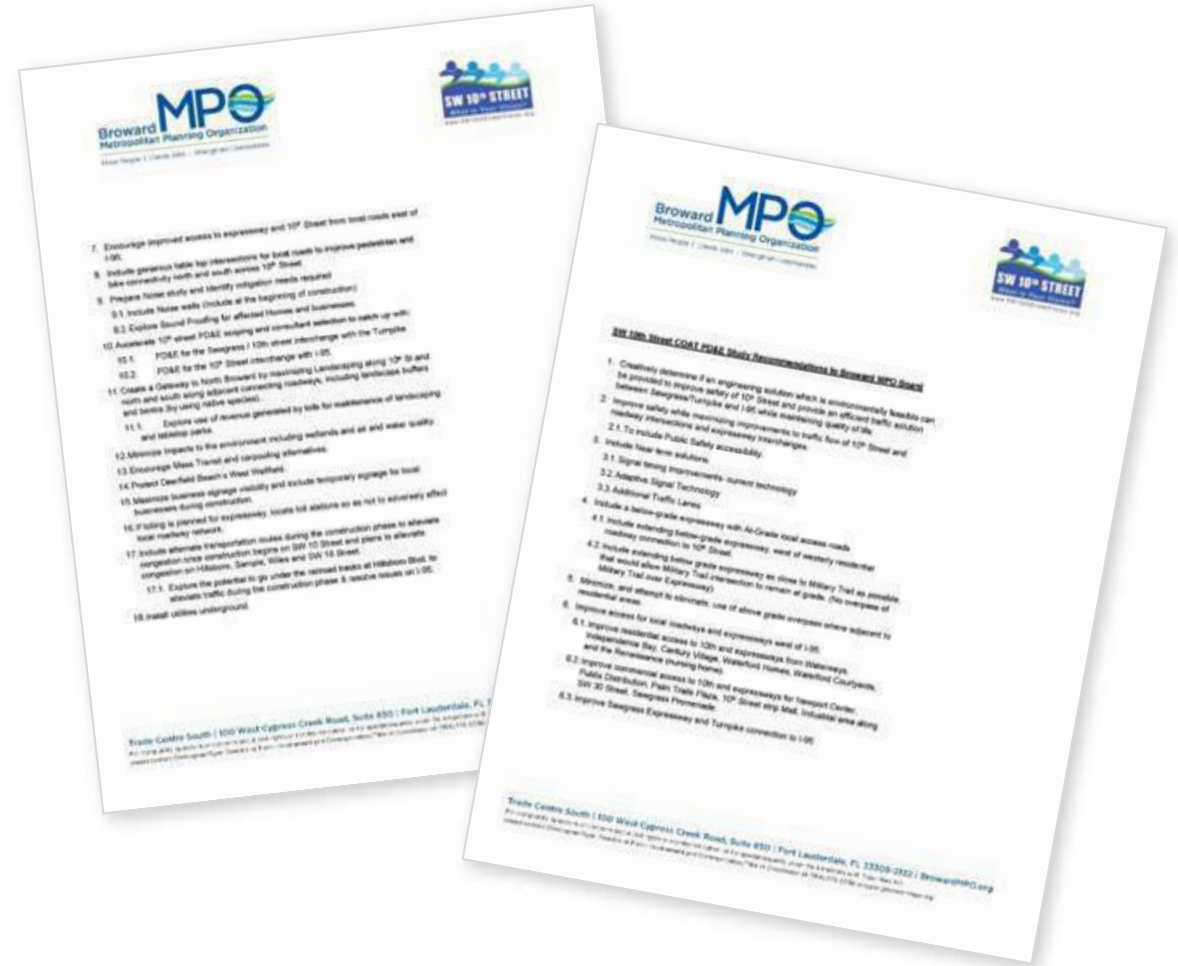 Broward MPO
Metropolitan Planning Organization
Move People | Create Jobs | Strengthen Communities
SW 10th STREET
What is Your Vision?
7. Encourage improved access to expressway and 10th Street from local roads east of
I-95.
8. Include generous table top intersections for local roads to improve pedestrian and
bike connectivity north and south across 10th Street.
9. Prepare Noise study and Identify mitigation needs required
9.1. Include Noise walls (Include at the beginning of construction)
9.2. Explore Sound Proofing for affected Homes and businesses.
10. Accelerate 10th street PD&E scoping and consultant selection to catch up with:
10.1. PD&E for the Sawgrass / 10th street interchange with the Turnpike
10.2. PD&E for the 10th Street Interchange with I-95.
11. Create a Gateway to North Broward by maximizing Landscaping along 10th St and
north and south along adjacent connecting roadways, including landscape buffers
and berms (by using native species).
11.1. Explore use of revenue generated by tolls for maintenance of landscaping
and tabletop parks.
12. Minimize Impacts to the environment including wetlands and air and water quality.
13. Encourage Mass Transit and carpooling alternatives.
14. Protect Deerfield Beach's West Wellfield.
15. Maximize business signage visibility and include temporary signage for local
businesses during construction.
16. If tolling is planned for expressway, locate toll stations so as not to adversely effect
local roadway network.
17. Include alternate transportation routes during the construction phase to alleviate
congestion once construction begins on SW 10 Street and plans to alleviate
congestion on Hillsboro, Sample, Wiles and SW 18 Street.
17.1. Explore the potential to go under the railroad tracks at Hillsboro Blvd, to
alleviate traffic during the construction phase & resolve issues on I-95.
18. Install utilities underground.
Trade Centre South | 100 West Cypress Creek Road, Suite 650 | Fort Lauderdale, FL
Broward MPO
Metropolitan Planning Organization
Move People | Create Jobs | Strengthen Communities
SW 10th STREET
What is Your Vision?
SW 10th Street COAT PD&E Study Recommendations to Broward MPO Board
1. Creatively determine if an engineering solution which is environmentally feasible can
be provided to improve safety of 10th Street and provide an efficient traffic solution
between Sawgrass/Turnpike and I-95 while maintaining quality of life.
2. Improve safety while maximizing improvements to traffic flow of 10th Street and
roadway intersections and expressway interchanges.
2.1. To include Public Safety accessibility.
3. Include Near term solutions.
3.1. Signal timing improvements- current technology
3.2. Adaptive Signal Technology
3.3. Additional Traffic Lanes
4. Include a below-grade expressway with At-Grade local access roads
4.1. Include extending below-grade expressway, west of westerly residential
roadway connection to 10th Street.
4.2. Include extending below grade expressway as close to Military Trail as possible,
that would allow Military Trail intersection to remain at grade. (No overpass of
Military Trail over Expressway)
5. Minimize, and attempt to eliminate, use of above grade overpass where adjacent to
residential areas.
6. Improve access for local roadways and expressways west of I-95.
6.1. Improve residential access to 10th and expressways from Waterways,
Independence Bay, Century Village, Waterford Homes, Waterford Courtyards,
and the Renaissance (nursing home).
6.2. Improve commercial access to 10th and expressways for Newport Center,
Publix Distribution, Palm Trails Plaza, 10th Street strip Mall, Industrial area along
SW 30 Street, Sawgrass Promenade.
6.3. Improve Sawgrass Expressway and Turnpike connection to I-95
Trade Centre South | 100 West Cypress Creek Road, Suite 650 | Fort Lauderdale, FL 33309-2112 | BrowardMPO.org